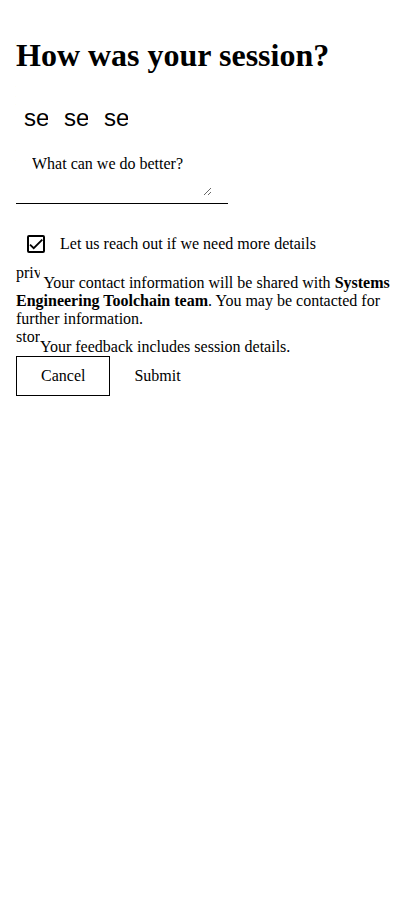 How was your session?
se se se
What can we do better?
Let us reach out if we need more details
priv Your contact information will be shared with Systems
Engineering Toolchain team. You may be contacted for
further information.
stor Your feedback includes session details.
Cancel Submit